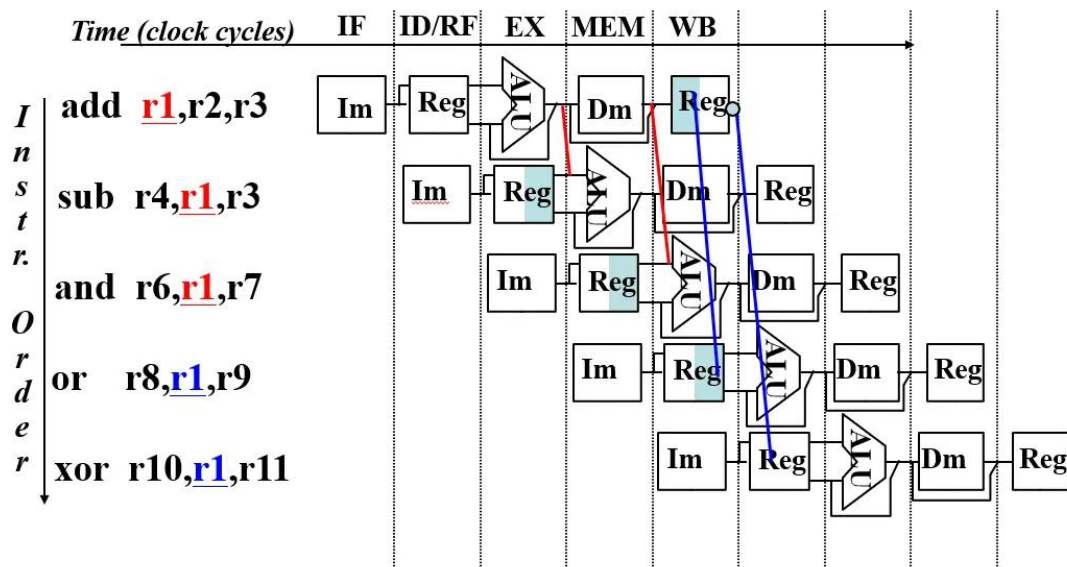 Time (clock cycles) IF ID/RF EX MEM WB
Instr. Order
add r1,r2,r3 Im Reg ALU Dm Reg
sub r4,r1,r3 Im Reg ALU Dm Reg
and r6,r1,r7 Im Reg ALU Dm Reg
or r8,r1,r9 Im Reg ALU Dm Reg
xor r10,r1,r11 Im Reg ALU Dm Reg